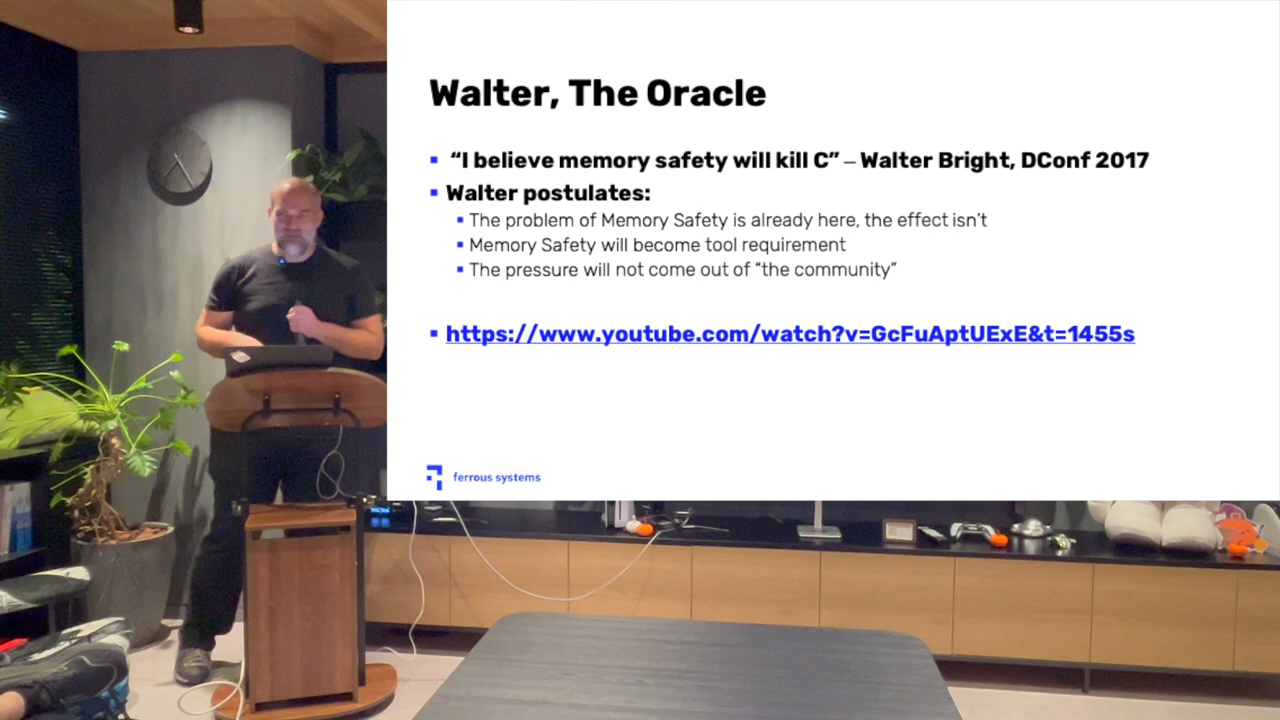 Walter, The Oracle
“I believe memory safety will kill C” – Walter Bright, DConf 2017
Walter postulates:
The problem of Memory Safety is already here, the effect isn’t
Memory Safety will become tool requirement
The pressure will not come out of “the community”
https://www.youtube.com/watch?v=GcFuAptUExE&t=1455s
ferrous systems